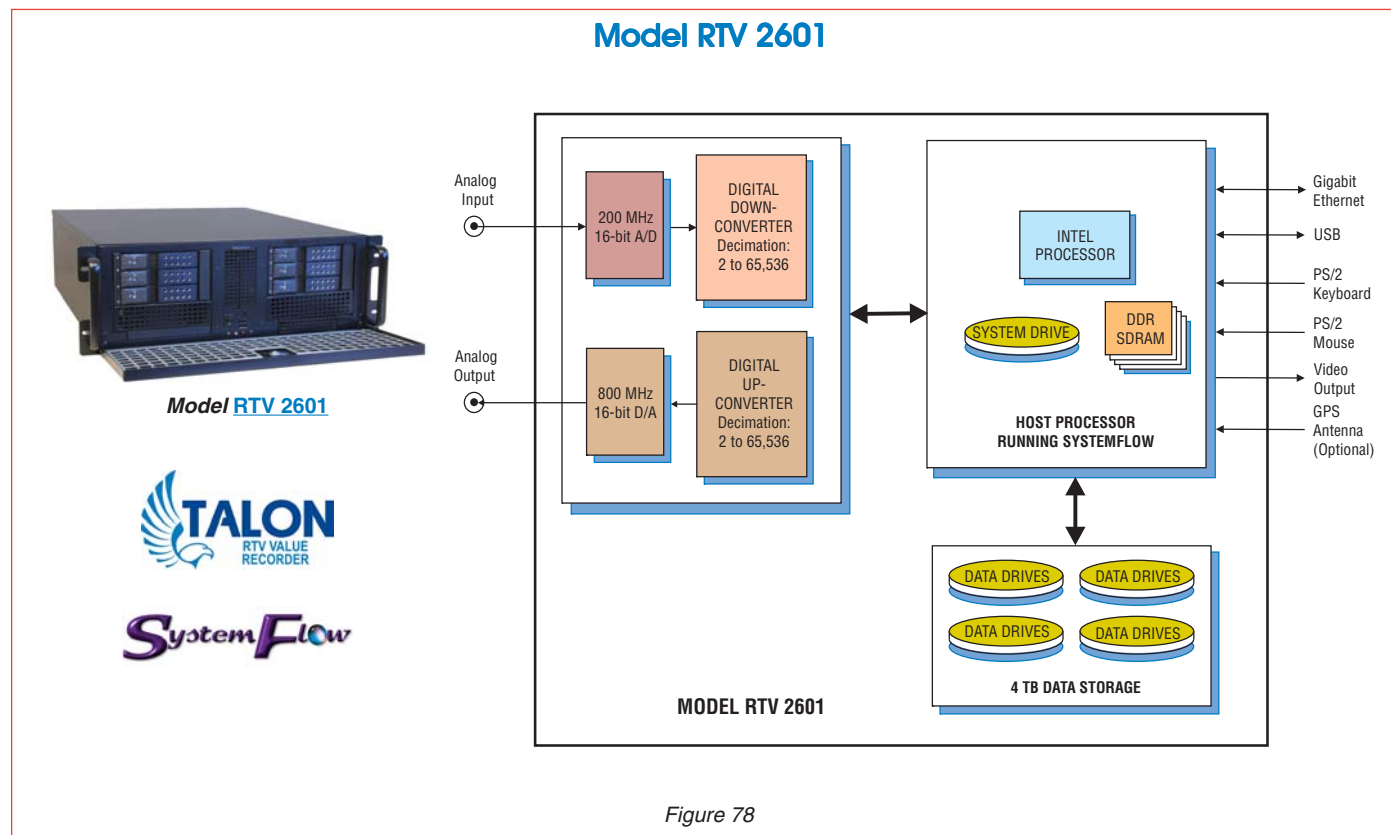 Model RTV 2601
Model RTV 2601
TALON
RTV VALUE
RECORDER
SystemFlow
Analog
Input
Analog
Output
200 MHz
16-bit A/D
DIGITAL
DOWN-
CONVERTER
Decimation:
2 to 65,536
800 MHz
16-bit D/A
DIGITAL
UP-
CONVERTER
Decimation:
2 to 65,536
INTEL
PROCESSOR
SYSTEM DRIVE
DDR
SDRAM
HOST PROCESSOR
RUNNING SYSTEMFLOW
Gigabit
Ethernet
USB
PS/2
Keyboard
PS/2
Mouse
Video
Output
GPS
Antenna
(Optional)
DATA DRIVES
DATA DRIVES
DATA DRIVES
DATA DRIVES
4 TB DATA STORAGE
MODEL RTV 2601
Figure 78